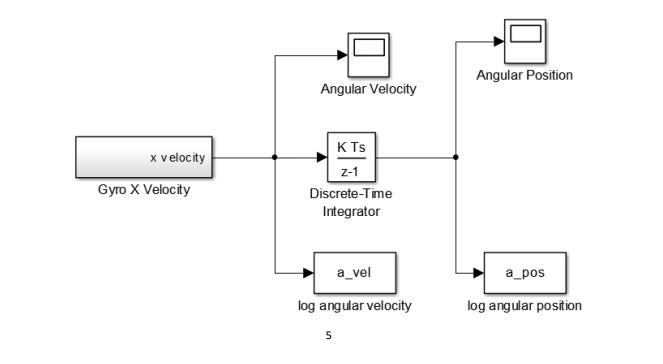 Angular Velocity
Angular Position
x velocity
Gyro X Velocity
K Ts
z-1
Discrete-Time
Integrator
a_vel
log angular velocity
a_pos
log angular position
5